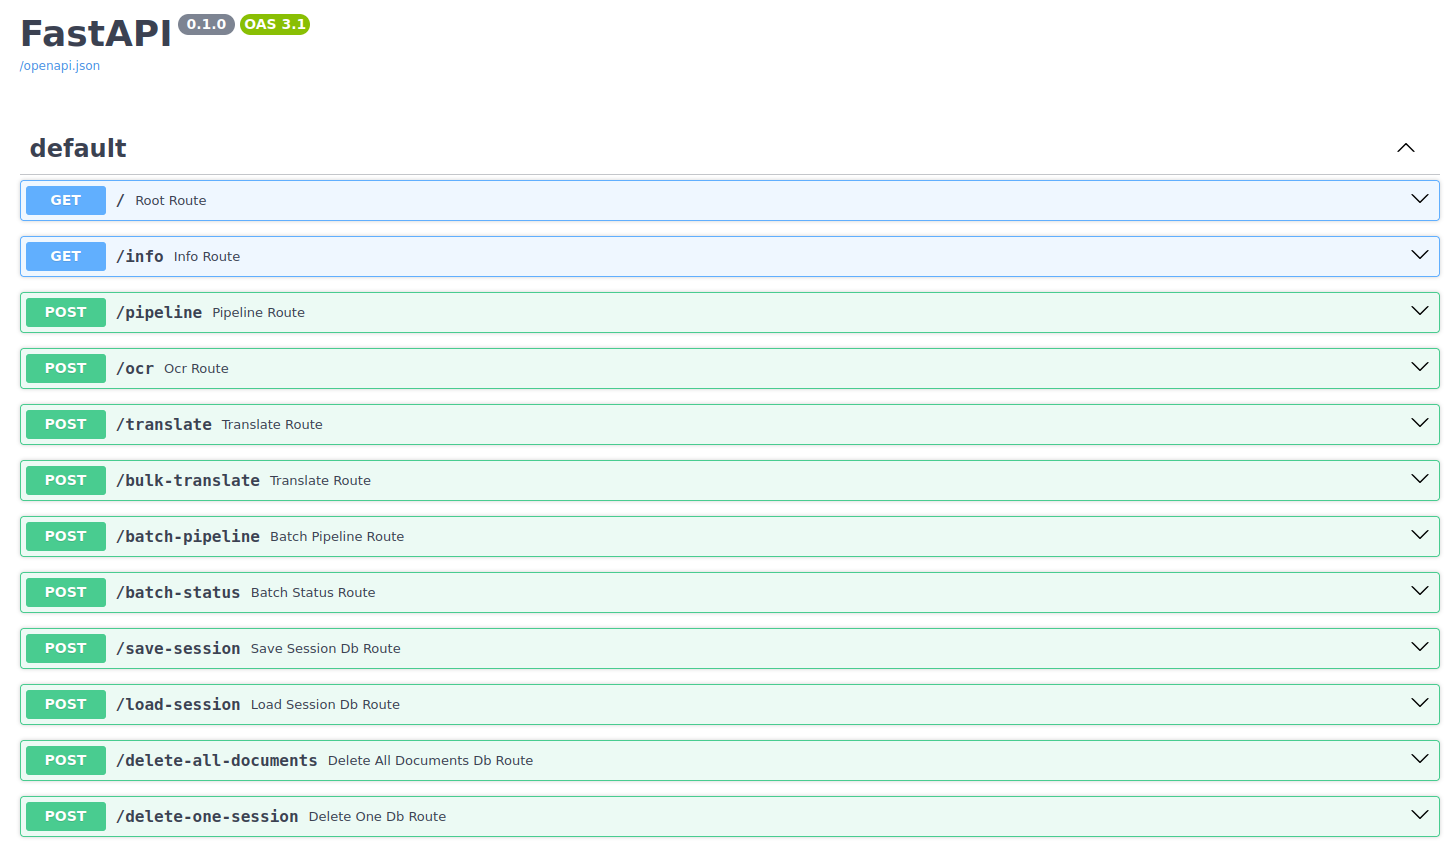 FastAPI 0.1.0 OAS 3.1
/openapi.json
default
GET / Root Route
GET /info Info Route
POST /pipeline Pipeline Route
POST /ocr Ocr Route
POST /translate Translate Route
POST /bulk-translate Translate Route
POST /batch-pipeline Batch Pipeline Route
POST /batch-status Batch Status Route
POST /save-session Save Session Db Route
POST /load-session Load Session Db Route
POST /delete-all-documents Delete All Documents Db Route
POST /delete-one-session Delete One Db Route